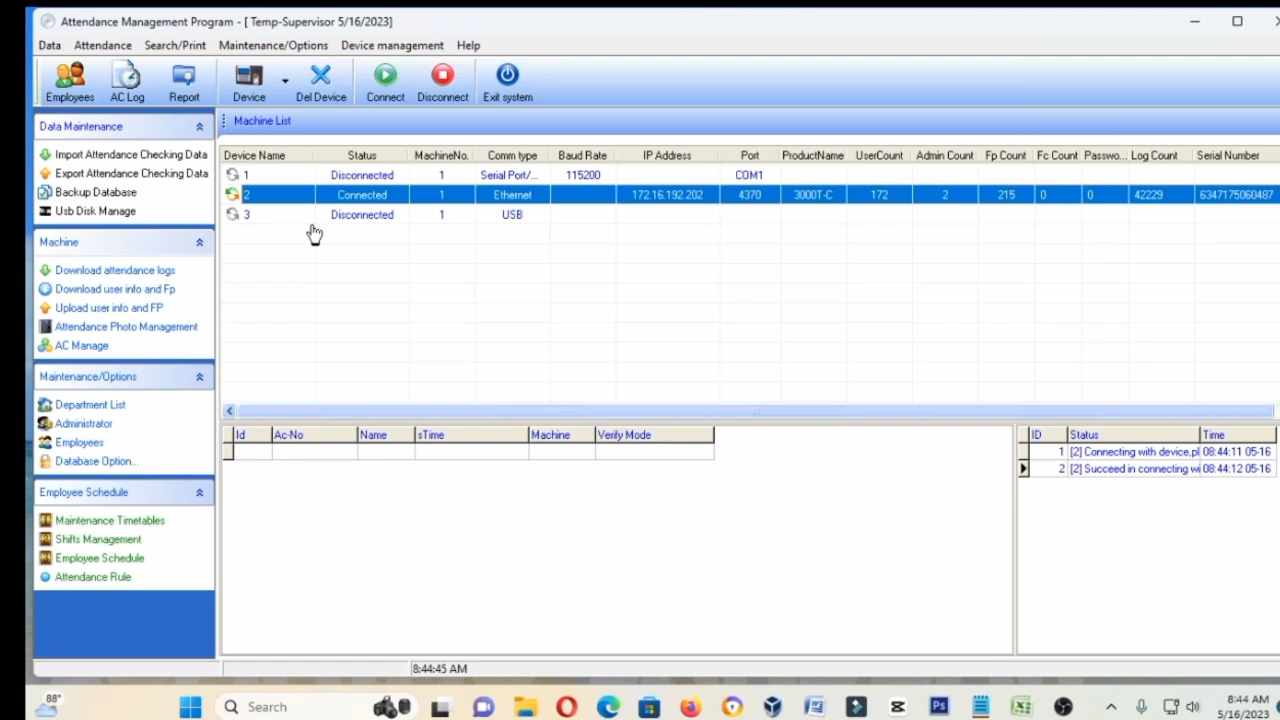 Attendance Management Program - [ Temp-Supervisor 5/16/2023]
Data Attendance Search/Print Maintenance/Options Device management Help
Employees AC Log Report Device Del Device Connect Disconnect Exit system
Data Maintenance
Import Attendance Checking Data
Export Attendance Checking Data
Backup Database
Usb Disk Manage
Machine
Download attendance logs
Download user info and Fp
Upload user info and FP
Attendance Photo Management
AC Manage
Maintenance/Options
Department List
Administrator
Employees
Database Option...
Employee Schedule
Maintenance Timetables
Shifts Management
Employee Schedule
Attendance Rule
Machine List
Device Name Status MachineNo. Comm type Baud Rate IP Address Port ProductName UserCount Admin Count Fp Count Fc Count Passwo... Log Count Serial Number
1 Disconnected 1 Serial Port/... 115200 COM1
2 Connected 1 Ethernet 172.16.192.202 4370 3000T-C 172 2 215 0 0 42229 6347175060487
3 Disconnected 1 USB
Id Ac-No Name sTime Machine Verify Mode
ID Status Time
1 [2] Connecting with device,pl 08:44:11 05-16
2 [2] Succeed in connecting wi 08:44:12 05-16
8:44:45 AM
88°
Search
8:44 AM
5/16/2023